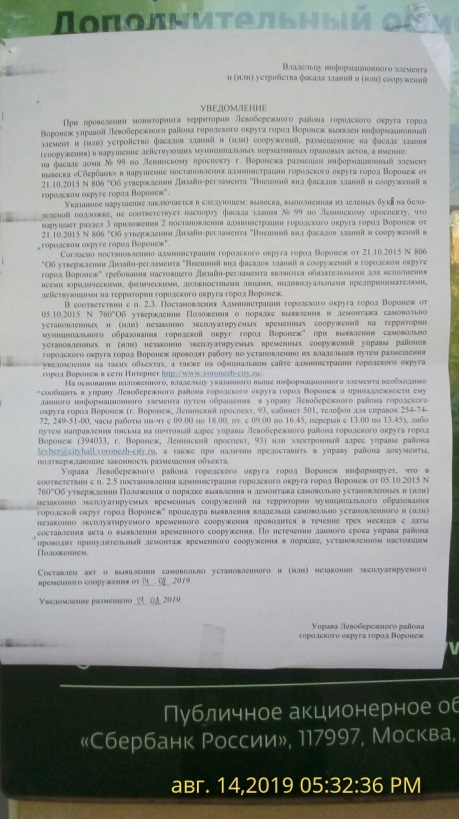 Дополнительный офис
Владельцу информационного элемента
и (или) устройства фасада зданий и (или) сооружений
УВЕДОМЛЕНИЕ
При проведении мониторинга территории Левобережного района городского округа город
Воронеж управой Левобережного района городского округа город Воронеж выявлен информационный
элемент и (или) устройство фасадов зданий и (или) сооружений, размещенное на фасаде здания
(сооружения) в нарушение действующих муниципальных нормативных правовых актов, а именно:
на фасаде дома № 99 по Ленинскому проспекту г. Воронежа размещен информационный элемент
вывеска «Сбербанк» в нарушение постановления администрации городского округа город Воронеж от
21.10.2015 N 806 "Об утверждении Дизайн-регламента "Внешний вид фасадов зданий и сооружений в
городском округе город Воронеж".
Указанное нарушение заключается в следующем: вывеска, выполненная из зеленых букв на бело-
зеленой подложке, не соответствует паспорту фасада здания № 99 по Ленинскому проспекту, что
нарушает раздел 3 приложения 2 постановления администрации городского округа город Воронеж от
21.10.2015 N 806 "Об утверждении Дизайн-регламента "Внешний вид фасадов зданий и сооружений в
городском округе город Воронеж".
Согласно постановлению администрации городского округа город Воронеж от 21.10.2015 N 806
"Об утверждении Дизайн-регламента "Внешний вид фасадов зданий и сооружений в городском округе
город Воронеж" требования настоящего Дизайн-регламента являются обязательными для исполнения
всеми юридическими, физическими, должностными лицами, индивидуальными предпринимателями,
действующими на территории городского округа город Воронеж.
В соответствии с п. 2.3. Постановления Администрации городского округа город Воронеж от
05.10.2015 N 760"Об утверждении Положения о порядке выявления и демонтажа самовольно
установленных и (или) незаконно эксплуатируемых временных сооружений на территории
муниципального образования городской округ город Воронеж" при выявлении самовольно
установленных и (или) незаконно эксплуатируемых временных сооружений управы районов
городского округа город Воронеж проводят работу по установлению их владельцев путем размещения
уведомления на таких объектах, а также на официальном сайте администрации городского округа
город Воронеж в сети Интернет http://www.voronezh-city.ru/.
На основании изложенного, владельцу указанного выше информационного элемента необходимо
сообщить в управу Левобережного района городского округа город Воронеж о принадлежности ему
данного информационного элемента путем обращения в управу Левобережного района городского
округа город Воронеж (г. Воронеж, Ленинский проспект, 93, кабинет 501, телефон для справок 254-74-
72, 249-51-00, часы работы пн-чт с 09.00 по 18.00, пт. с 09.00 по 16.45, перерыв с 13.00 по 13.45), либо
путем направления письма на почтовый адрес управы Левобережного района городского округа город
Воронеж (394033, г. Воронеж, Ленинский проспект, 93) или электронный адрес управы района
levber@cityhall.voronezh-city.ru, а также при наличии предоставить в управу района документы,
подтверждающие законность размещения объекта.
Управа Левобережного района городского округа город Воронеж информирует, что в
соответствии с п. 2.5 постановления администрации городского округа город Воронеж от 05.10.2015 N
760"Об утверждении Положения о порядке выявления и демонтажа самовольно установленных и (или)
незаконно эксплуатируемых временных сооружений на территории муниципального образования
городской округ город Воронеж" процедура выявления владельца самовольно установленного и (или)
незаконно эксплуатируемого временного сооружения проводится в течение трех месяцев с даты
составления акта о выявлении временного сооружения. По истечении данного срока управа района
проводит принудительный демонтаж временного сооружения в порядке, установленном настоящим
Положением.
Составлен акт о выявлении самовольно установленного и (или) незаконно эксплуатируемого
временного сооружения от 14 08 2019.
Уведомление размещено 14 08 2019.
Управа Левобережного района
городского округа город Воронеж
Публичное акционерное об
«Сбербанк России», 117997, Москва,
авг. 14,2019 05:32:36 PM